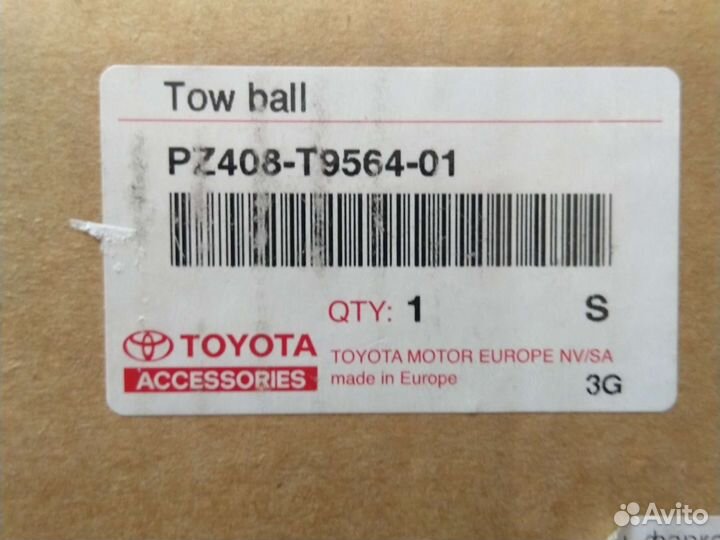 Tow ball
PZ408-T9564-01
QTY: 1 S
TOYOTA
ACCESSORIES
TOYOTA MOTOR EUROPE NV/SA
made in Europe
3G
Avito